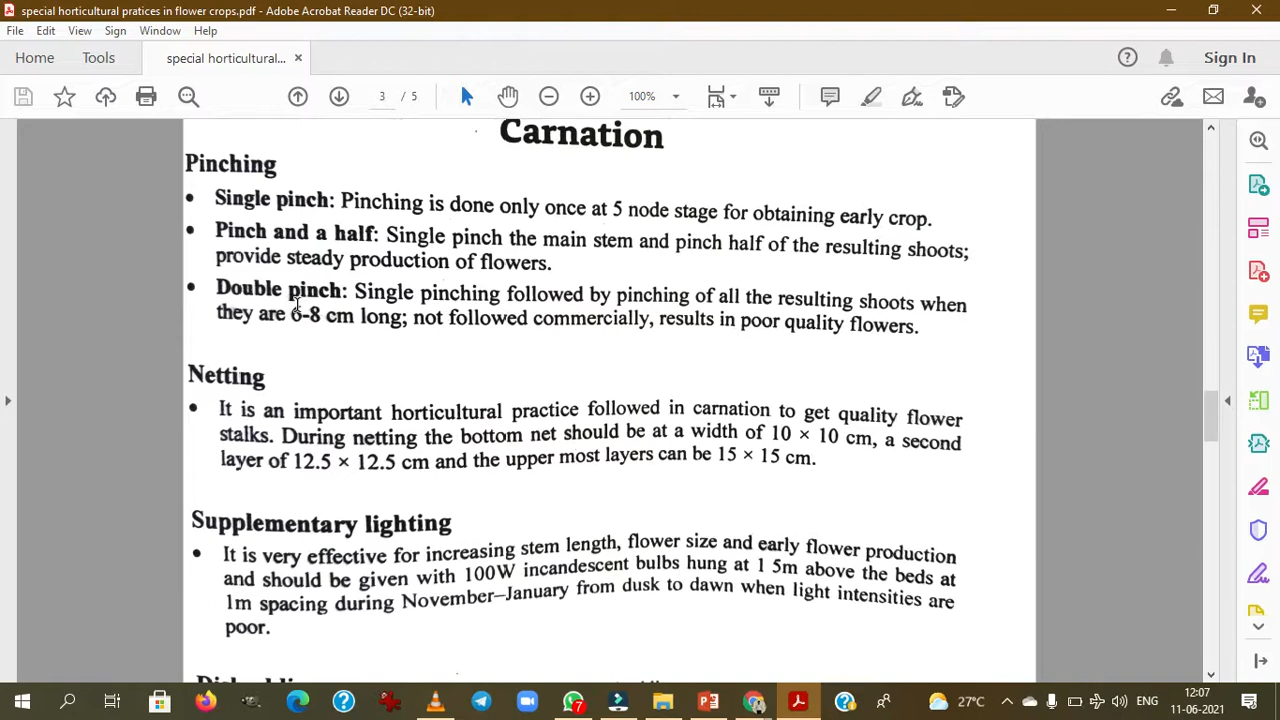 special horticultural pratices in flower crops.pdf - Adobe Acrobat Reader DC (32-bit)
File Edit View Sign Window Help
Home Tools special horticultural... × Sign In
3 / 5 100%
Carnation
Pinching
• Single pinch: Pinching is done only once at 5 node stage for obtaining early crop.
• Pinch and a half: Single pinch the main stem and pinch half of the resulting shoots;
provide steady production of flowers.
• Double pinch: Single pinching followed by pinching of all the resulting shoots when
they are 6-8 cm long; not followed commercially, results in poor quality flowers.
Netting
• It is an important horticultural practice followed in carnation to get quality flower
stalks. During netting the bottom net should be at a width of 10 × 10 cm, a second
layer of 12.5 × 12.5 cm and the upper most layers can be 15 × 15 cm.
Supplementary lighting
• It is very effective for increasing stem length, flower size and early flower production
and should be given with 100W incandescent bulbs hung at 1 5m above the beds at
1m spacing during November–January from dusk to dawn when light intensities are
poor.
7 27°C ENG 12:07
11-06-2021